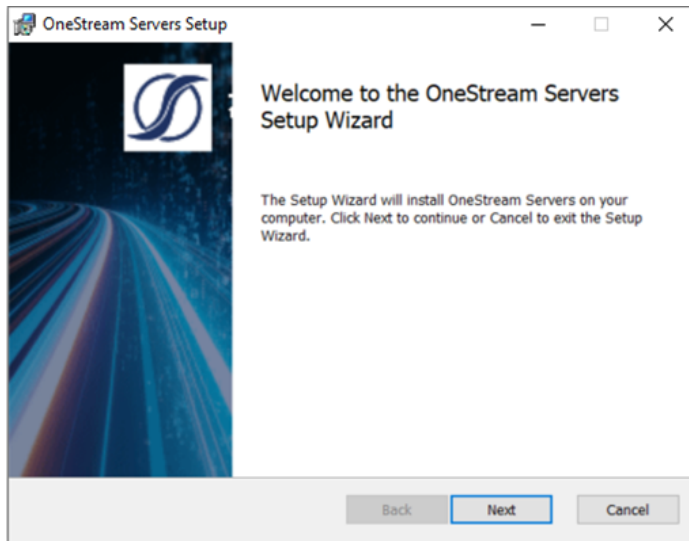 OneStream Servers Setup
Welcome to the OneStream Servers
Setup Wizard
The Setup Wizard will install OneStream Servers on your
computer. Click Next to continue or Cancel to exit the Setup
Wizard.
Back
Next
Cancel